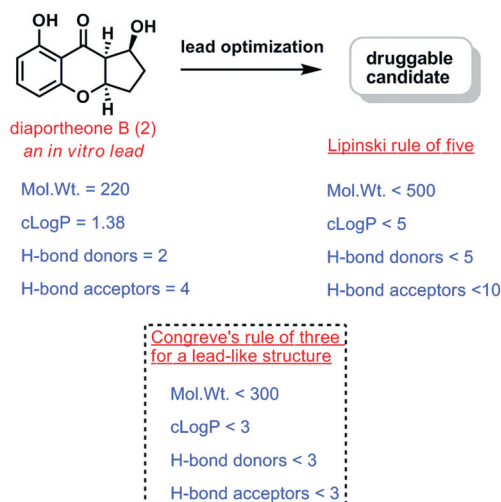 OH
O
OH
H
O
H
lead optimization
druggable
candidate
diaportheone B (2)
an in vitro lead
Mol.Wt. = 220
cLogP = 1.38
H-bond donors = 2
H-bond acceptors = 4
Lipinski rule of five
Mol.Wt. < 500
cLogP < 5
H-bond donors < 5
H-bond acceptors <10
Congreve's rule of three
for a lead-like structure
Mol.Wt. < 300
cLogP < 3
H-bond donors < 3
H-bond acceptors < 3